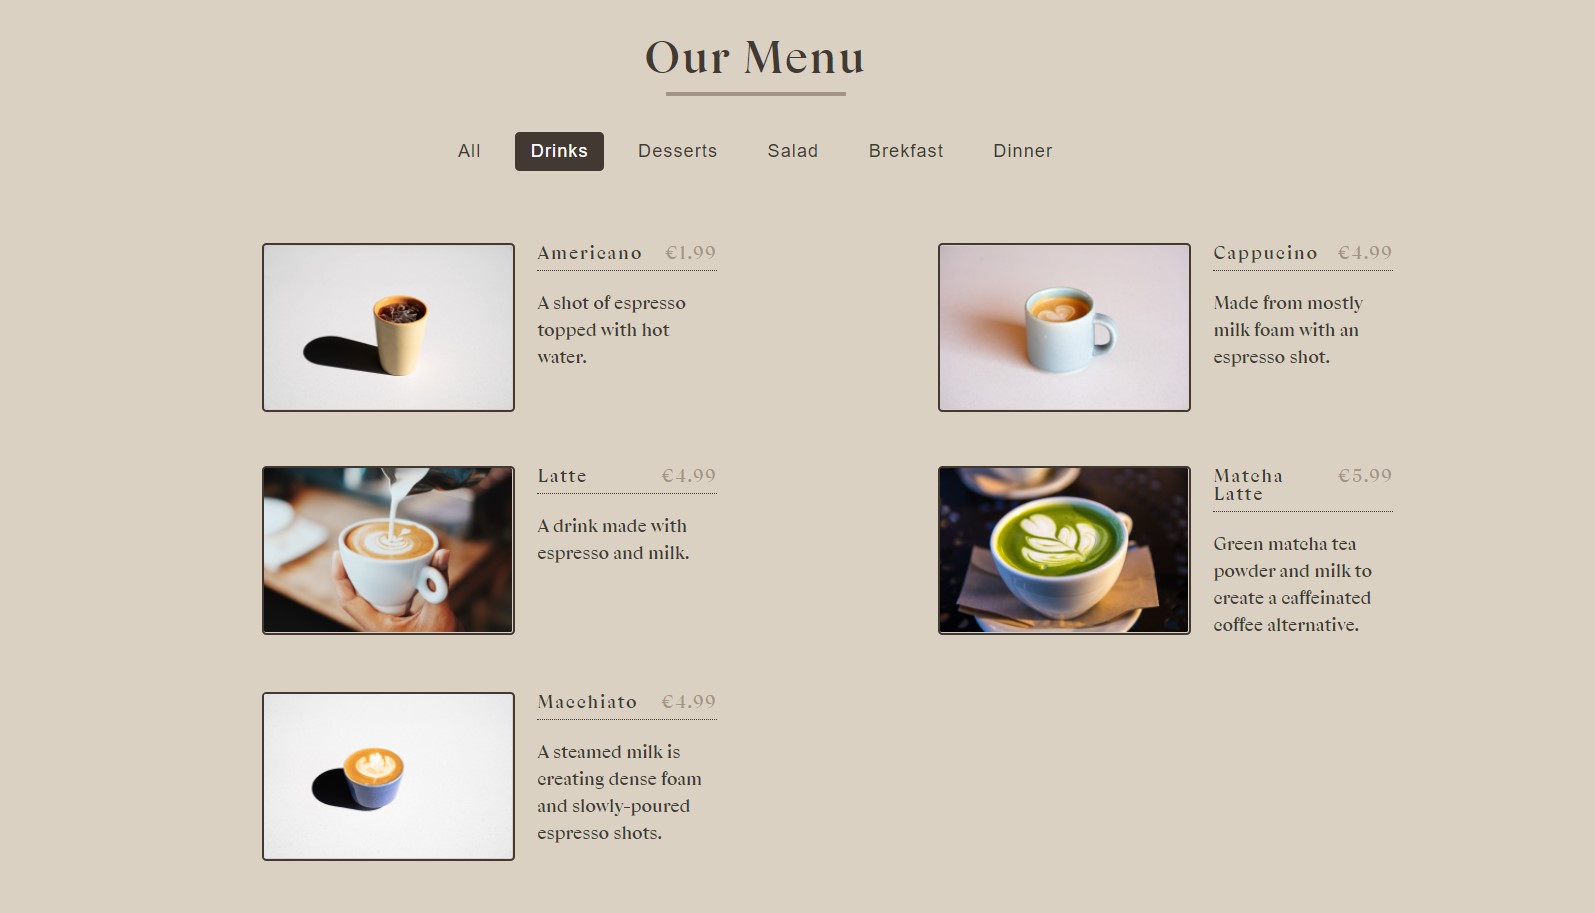 Our Menu
All Drinks Desserts Salad Brekfast Dinner
Americano €1.99
A shot of espresso
topped with hot
water.
Cappucino €4.99
Made from mostly
milk foam with an
espresso shot.
Latte €4.99
A drink made with
espresso and milk.
Matcha €5.99
Latte
Green matcha tea
powder and milk to
create a caffeinated
coffee alternative.
Macchiato €4.99
A steamed milk is
creating dense foam
and slowly-poured
espresso shots.